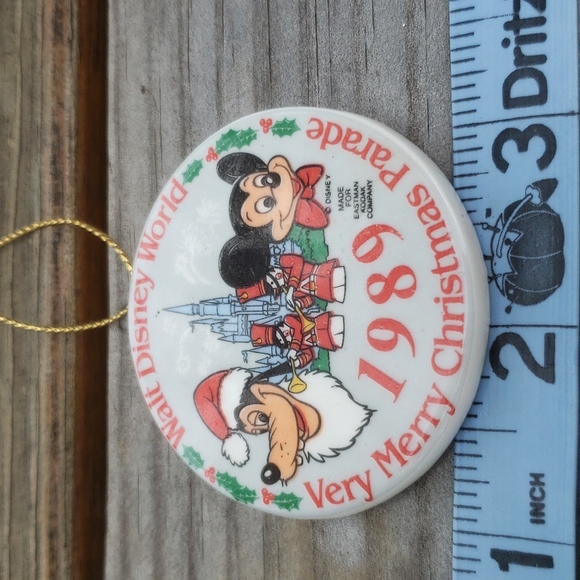 Walt Disney World
© DISNEY
MADE
FOR
EASTMAN
KODAK
COMPANY
1989
Very Merry Christmas Parade
1
INCH
2
3
Dritz